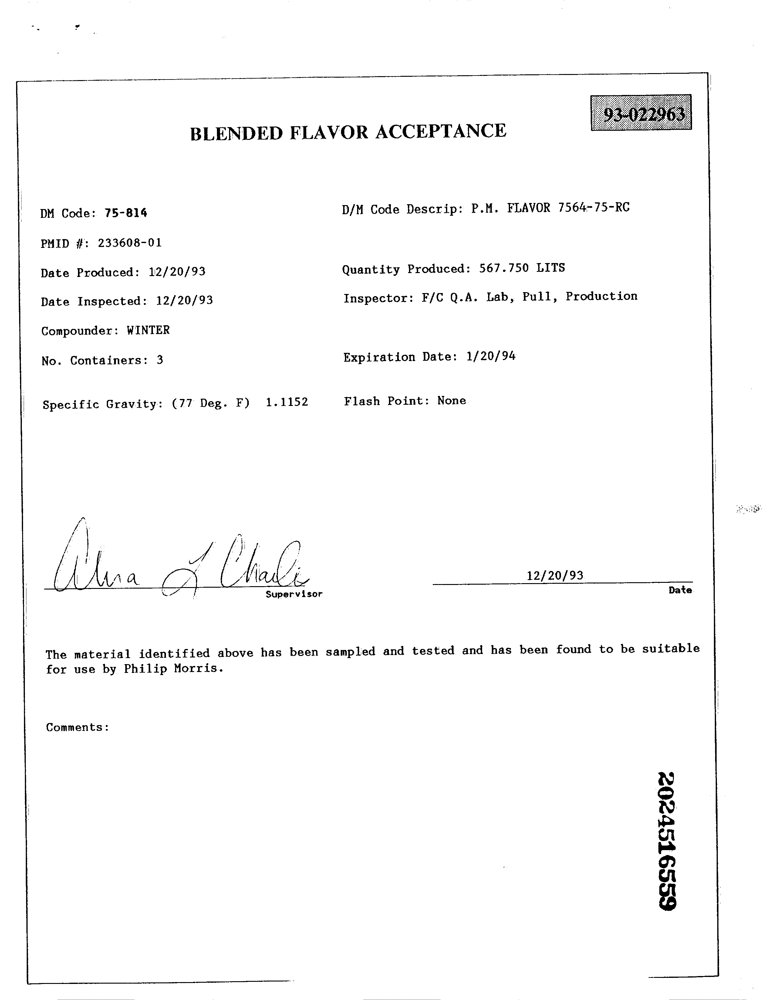 93-022963
BLENDED FLAVOR ACCEPTANCE
DM Code: 75-814
D/M Code Descrip: P.M. FLAVOR 7564-75-RC
PMID #: 233608-01
Date Produced: 12/20/93
Quantity Produced: 567.750 LITS
Date Inspected: 12/20/93
Inspector: F/C Q.A. Lab, Pull, Production
Compounder: WINTER
No. Containers: 3
Expiration Date: 1/20/94
Specific Gravity: (77 Deg. F) 1.1152
Flash Point: None
12/20/93
Supervisor
Date
The material identified above has been sampled and tested and has been found to be suitable
for use by Philip Morris.
Comments:
2024516559